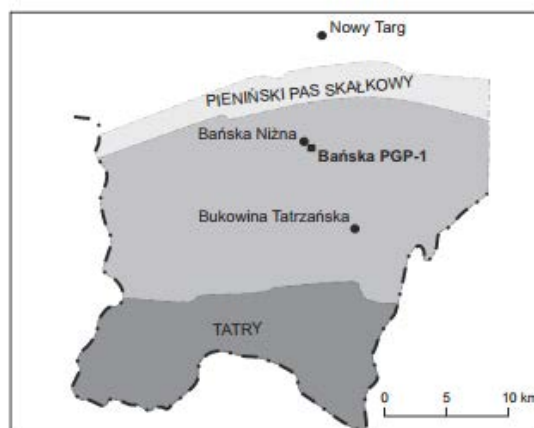 Nowy Targ
PIENIŃSKI PAS SKAŁKOWY
Bańska Niżna
Bańska PGP-1
Bukowina Tatrzańska
TATRY
0 5 10 km